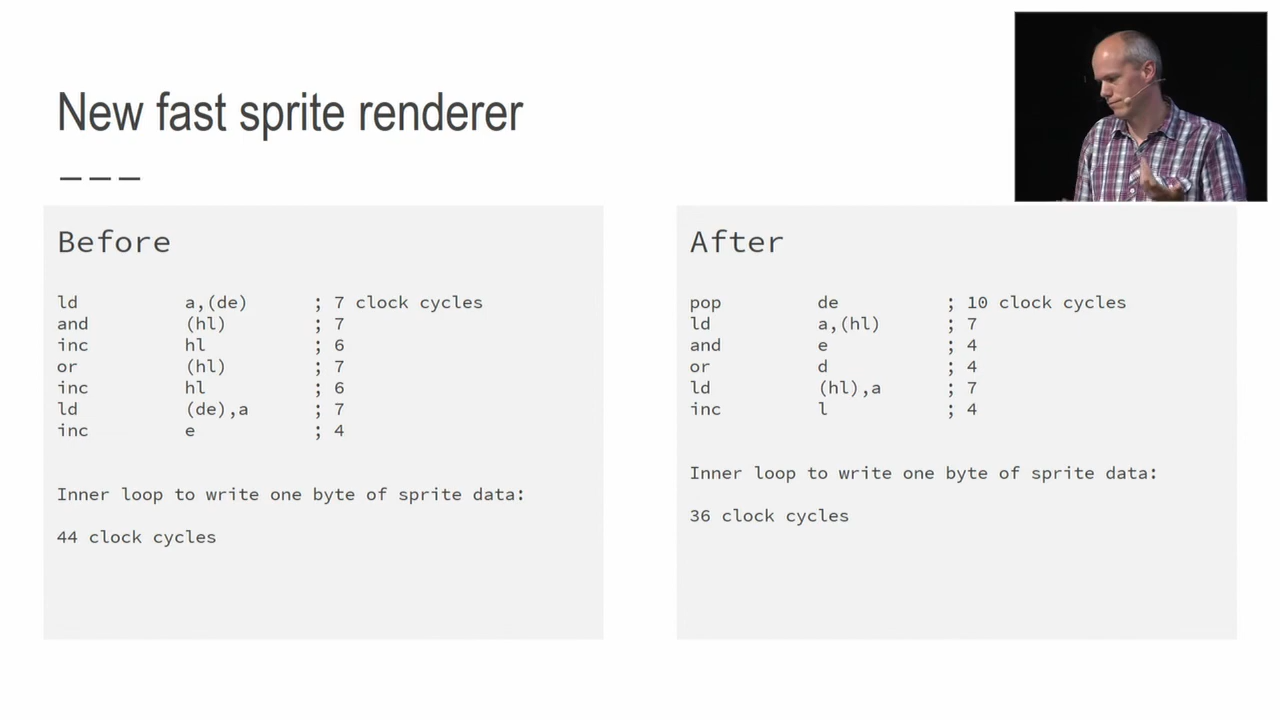 New fast sprite renderer
Before
ld a,(de) ; 7 clock cycles
and (hl) ; 7
inc hl ; 6
or (hl) ; 7
inc hl ; 6
ld (de),a ; 7
inc e ; 4
Inner loop to write one byte of sprite data:
44 clock cycles
After
pop de ; 10 clock cycles
ld a,(hl) ; 7
and e ; 4
or d ; 4
ld (hl),a ; 7
inc l ; 4
Inner loop to write one byte of sprite data:
36 clock cycles